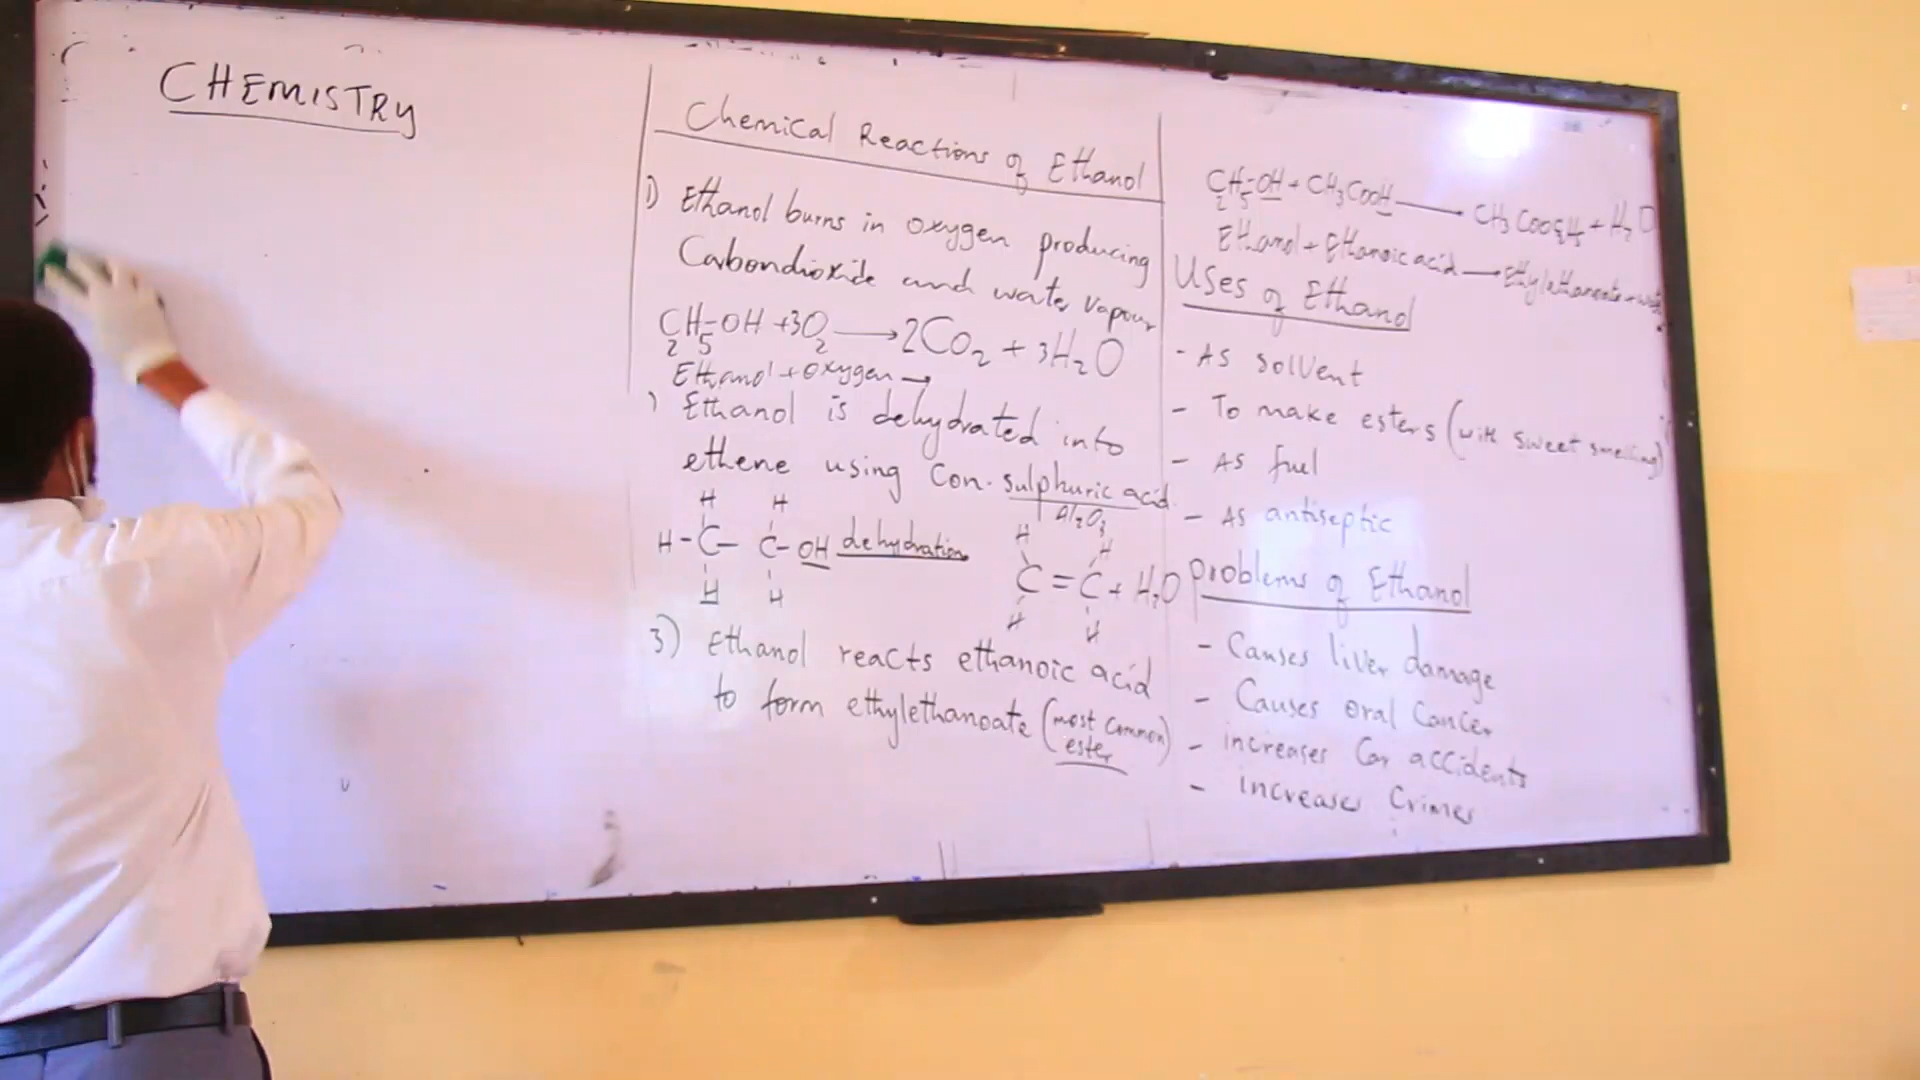 CHEMISTRY
Chemical Reactions of Ethanol
1) Ethanol burns in oxygen producing
Carbondioxide and water vapour
C₂H₅-OH + 3O₂ ⟶ 2CO₂ + 3H₂O
Ethanol + oxygen →
) Ethanol is dehydrated into
ethene using Con. sulphuric acid
Al₂O₃
H H
H - C - C - OH dehydration
H H
H H
C = C + H₂O
H H
3) Ethanol reacts ethanoic acid
to form ethylethanoate (most common)
ester
C₂H₅-OH + CH₃COOH ⟶ CH₃COOC₂H₅ + H₂O
Ethanol + Ethanoic acid ⟶ Ethylethanoate + water
Uses of Ethanol
- As solvent
- To make esters (with sweet smelling)
- As fuel
- As antiseptic
Problems of Ethanol
- Causes liver damage
- Causes oral Cancer
- increases Car accidents
- increases Crimes